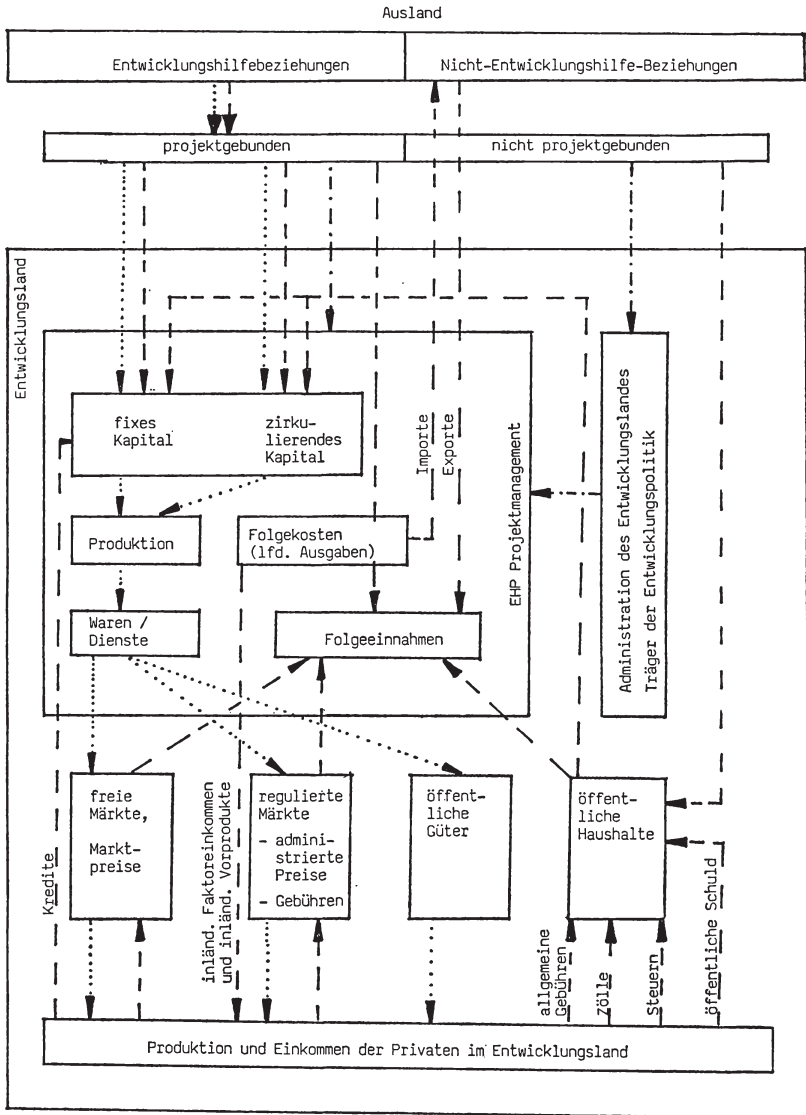 Ausland
Entwicklungshilfebeziehungen
Nicht-Entwicklungshilfe-Beziehungen
projektgebunden
nicht projektgebunden
Entwicklungsland
fixes
Kapital
zirku-
lierendes
Kapital
Importe
Exporte
EHP Projektmanagement
Administration des Entwicklungslandes
Träger der Entwicklungspolitik
Produktion
Folgekosten
(lfd. Ausgaben)
Waren /
Dienste
Folgeeinnahmen
Kredite
freie
Märkte,
Markt-
preise
inländ. Faktoreinkommen
und inländ. Vorprodukte
regulierte
Märkte
- admini-
strierte
Preise
- Gebühren
öffent-
liche
Güter
öffent-
liche
Haushalte
allgemeine
Gebühren
Zölle
Steuern
öffentliche Schuld
Produktion und Einkommen der Privaten im Entwicklungsland